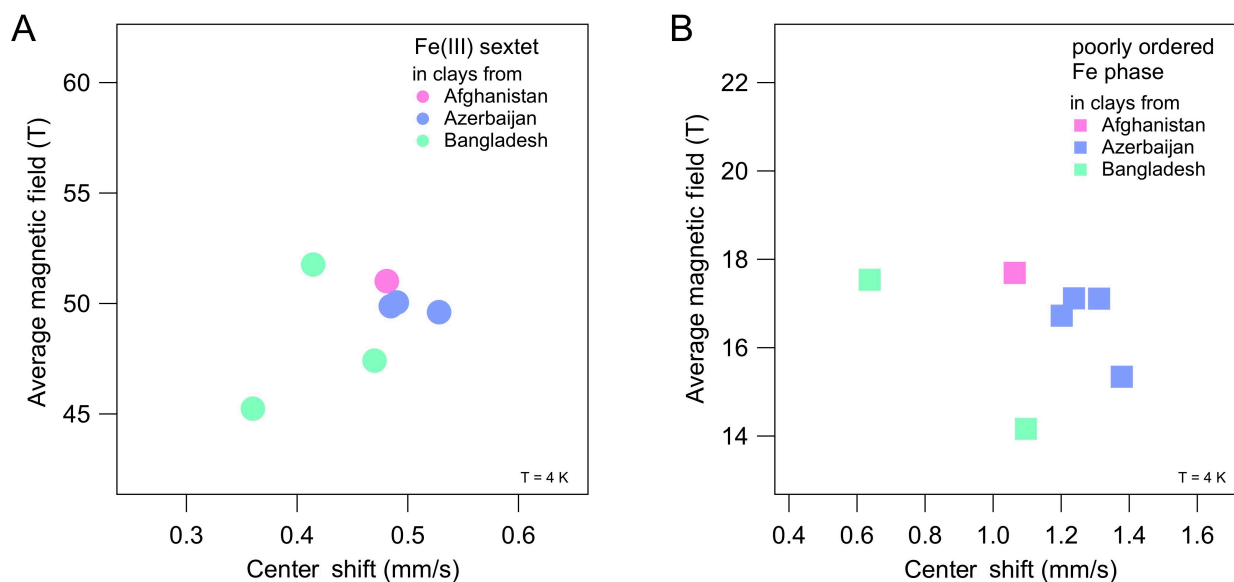 A
Fe(III) sextet
in clays from
Afghanistan
Azerbaijan
Bangladesh
60
55
50
45
Average magnetic field (T)
T = 4 K
0.3 0.4 0.5 0.6
Center shift (mm/s)
B
poorly ordered
Fe phase
in clays from
Afghanistan
Azerbaijan
Bangladesh
22
20
18
16
14
Average magnetic field (T)
T = 4 K
0.4 0.6 0.8 1.0 1.2 1.4 1.6
Center shift (mm/s)